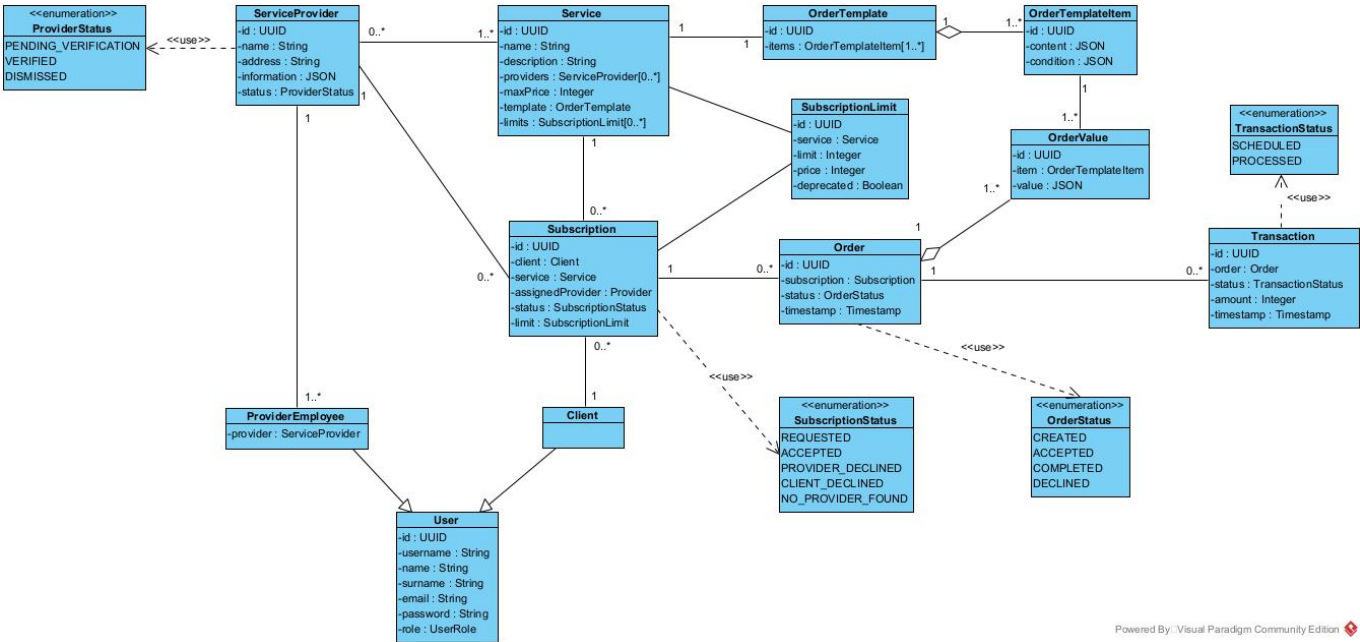 <<enumeration>>
ProviderStatus
PENDING_VERIFICATION
VERIFIED
DISMISSED
<<use>>
ServiceProvider
-id : UUID
-name : String
-address : String
-information : JSON
-status : ProviderStatus
0..*
1..*
1
1
Service
-id : UUID
-name : String
-description : String
-providers : ServiceProvider[0..*]
-maxPrice : Integer
-template : OrderTemplate
-limits : SubscriptionLimit[0..*]
1
1
1
OrderTemplate
-id : UUID
-items : OrderTemplateItem[1..*]
1
1..*
OrderTemplateItem
-id : UUID
-content : JSON
-condition : JSON
1
1..*
SubscriptionLimit
-id : UUID
-service : Service
-limit : Integer
-price : Integer
-deprecated : Boolean
OrderValue
-id : UUID
-item : OrderTemplateItem
-value : JSON
1..*
1
<<enumeration>>
TransactionStatus
SCHEDULED
PROCESSED
<<use>>
0..*
0..*
Subscription
-id : UUID
-client : Client
-service : Service
-assignedProvider : Provider
-status : SubscriptionStatus
-limit : SubscriptionLimit
1
0..*
Order
-id : UUID
-subscription : Subscription
-status : OrderStatus
-timestamp : Timestamp
1
0..*
Transaction
-id : UUID
-order : Order
-status : TransactionStatus
-amount : Integer
-timestamp : Timestamp
0..*
1
<<use>>
<<use>>
1..*
ProviderEmployee
-provider : ServiceProvider
Client
<<enumeration>>
SubscriptionStatus
REQUESTED
ACCEPTED
PROVIDER_DECLINED
CLIENT_DECLINED
NO_PROVIDER_FOUND
<<enumeration>>
OrderStatus
CREATED
ACCEPTED
COMPLETED
DECLINED
User
-id : UUID
-username : String
-name : String
-surname : String
-email : String
-password : String
-role : UserRole
Powered By Visual Paradigm Community Edition